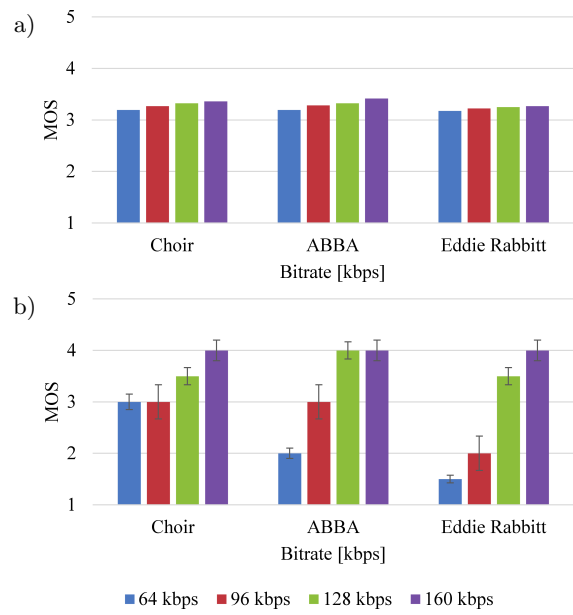 a)
5
4
3
2
1
MOS
Choir ABBA Eddie Rabbitt
Bitrate [kbps]
b)
5
4
3
2
1
MOS
Choir ABBA Eddie Rabbitt
Bitrate [kbps]
64 kbps 96 kbps 128 kbps 160 kbps